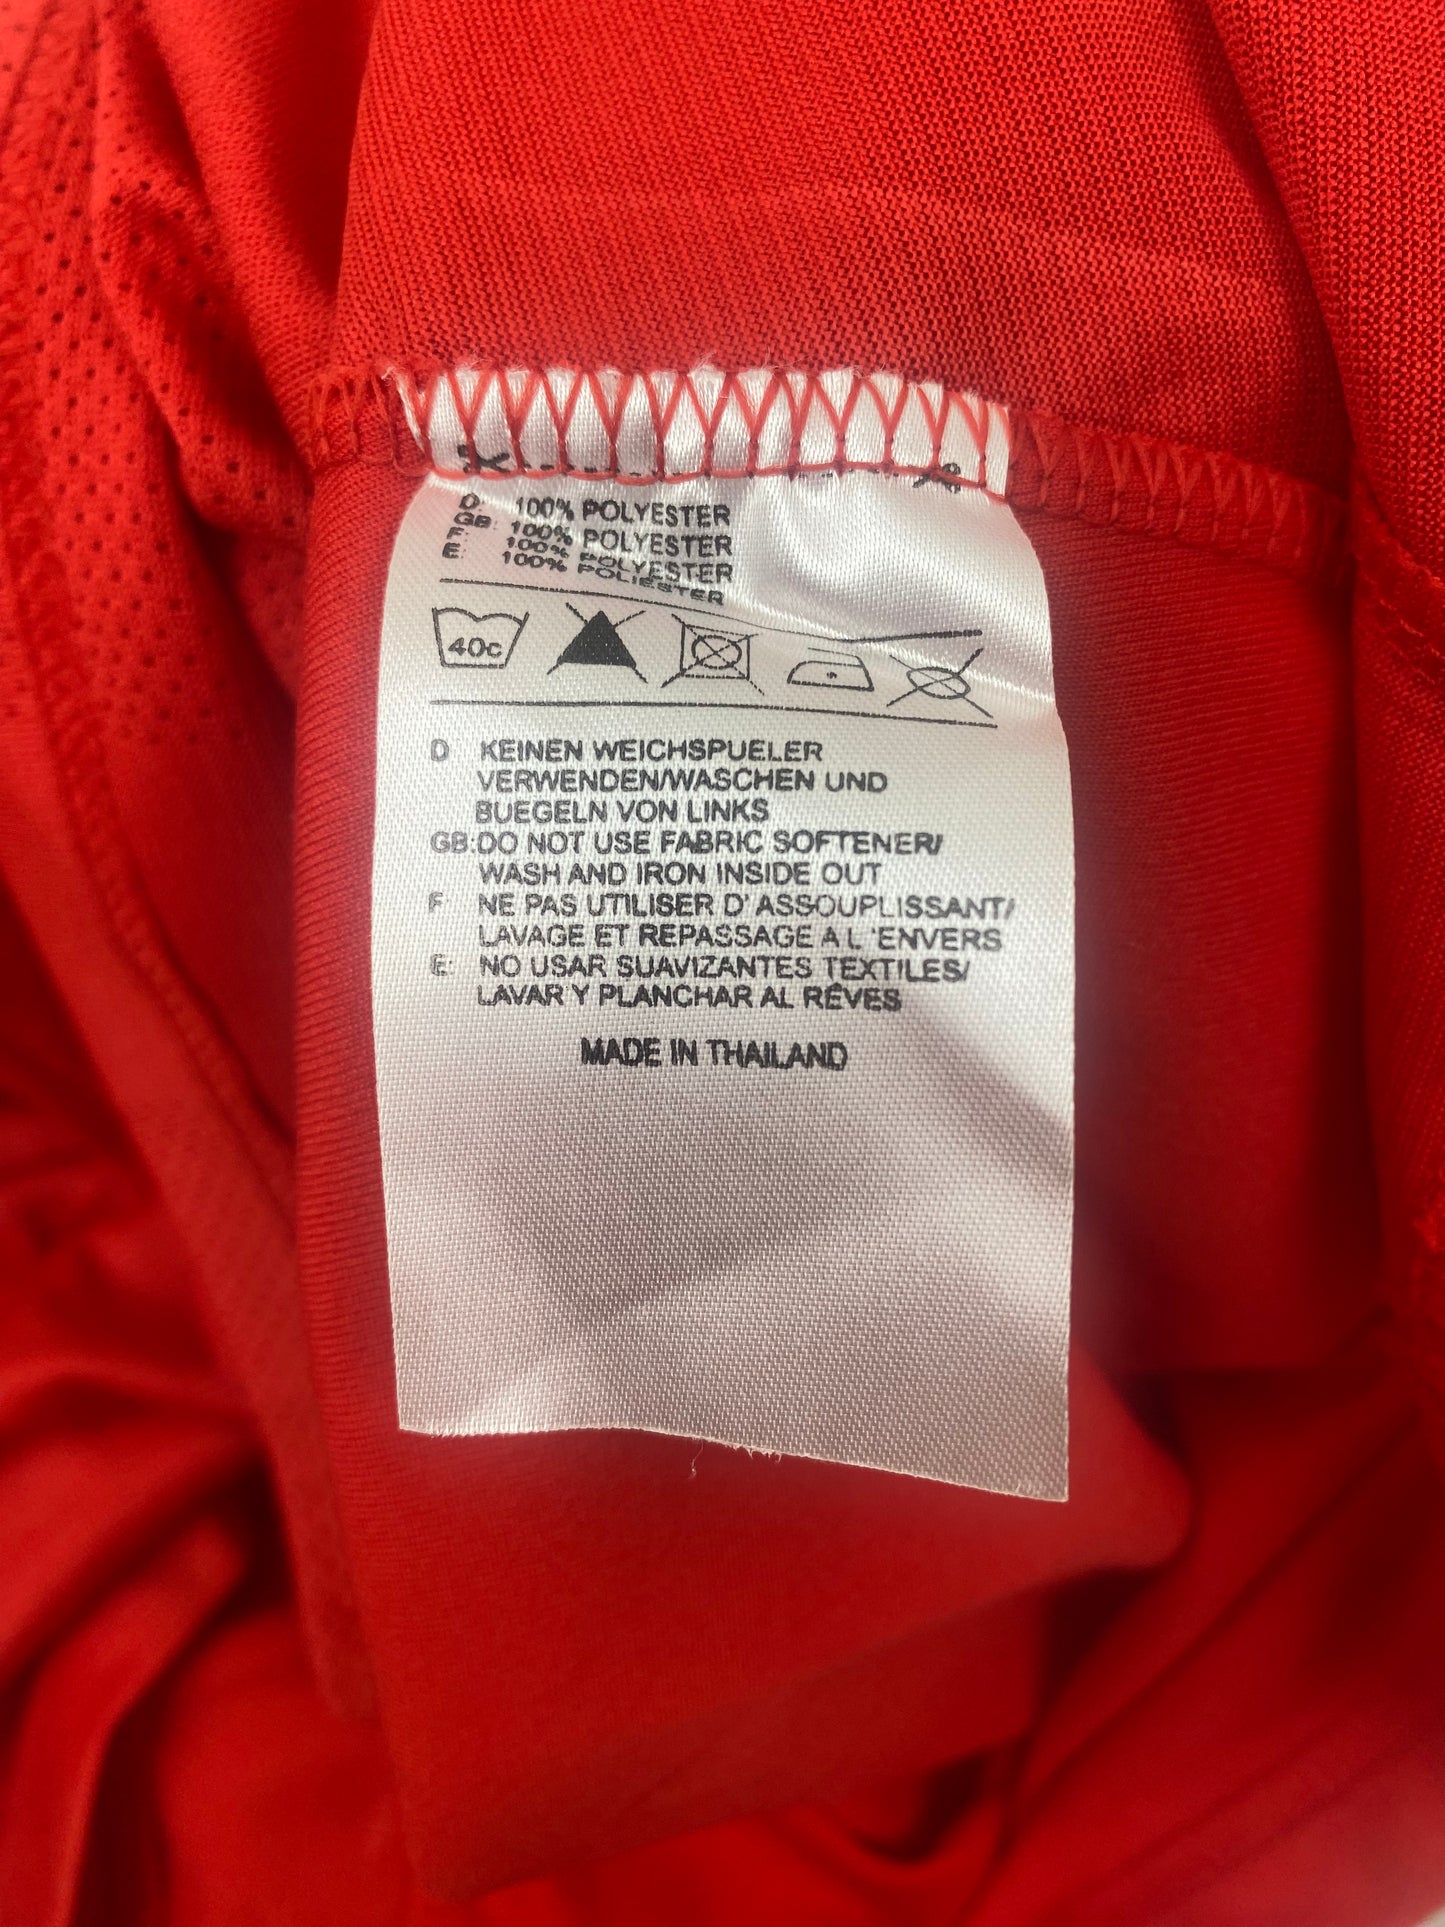 D: 100% POLYESTER
GB: 100% POLYESTER
F: 100% POLYESTER
E: 100% POLIESTER
40c
D KEINEN WEICHSPUELER
VERWENDEN/WASCHEN UND
BUEGELN VON LINKS
GB:DO NOT USE FABRIC SOFTENER/
WASH AND IRON INSIDE OUT
F NE PAS UTILISER D'ASSOUPLISSANT/
LAVAGE ET REPASSAGE A L 'ENVERS
E: NO USAR SUAVIZANTES TEXTILES/
LAVAR Y PLANCHAR AL RÊVES
MADE IN THAILAND